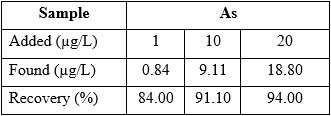 Sample As
Added (µg/L) 1 10 20
Found (µg/L) 0.84 9.11 18.80
Recovery (%) 84.00 91.10 94.00